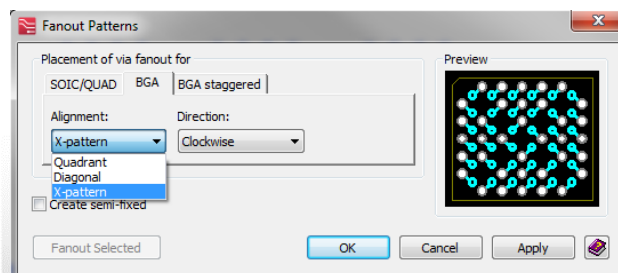 Fanout Patterns
Placement of via fanout for
SOIC/QUAD BGA BGA staggered
Alignment: Direction:
X-pattern Clockwise
Quadrant
Diagonal
X-pattern
Create semi-fixed
Preview
Fanout Selected OK Cancel Apply